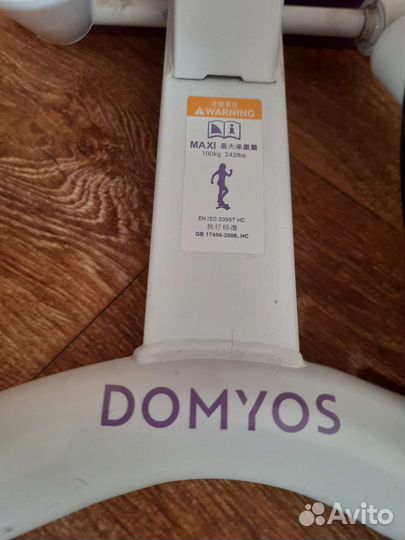 注意事项
WARNING
MAXI 最大承重量
100kg 242lbs
EN ISO 20957 HC
执行标准
GB 17498-2008, HC
DOMYOS
Avito